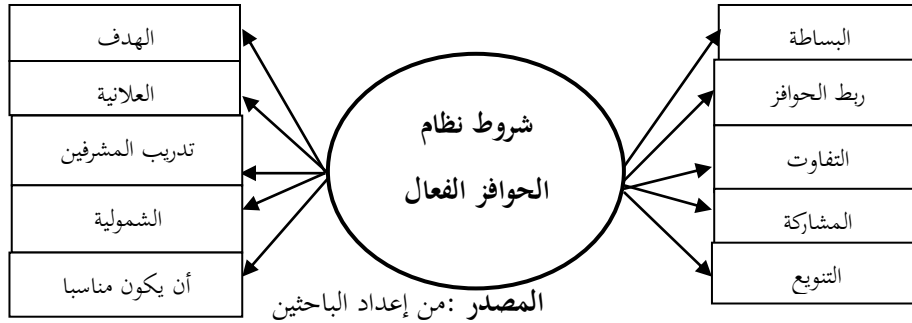 البساطة
ربط الحوافز
التفاوت
المشاركة
التنويع
شروط نظام
الحوافز الفعال
الهدف
العلانية
تدريب المشرفين
الشمولية
أن يكون مناسبا
المصدر :من إعداد الباحثين